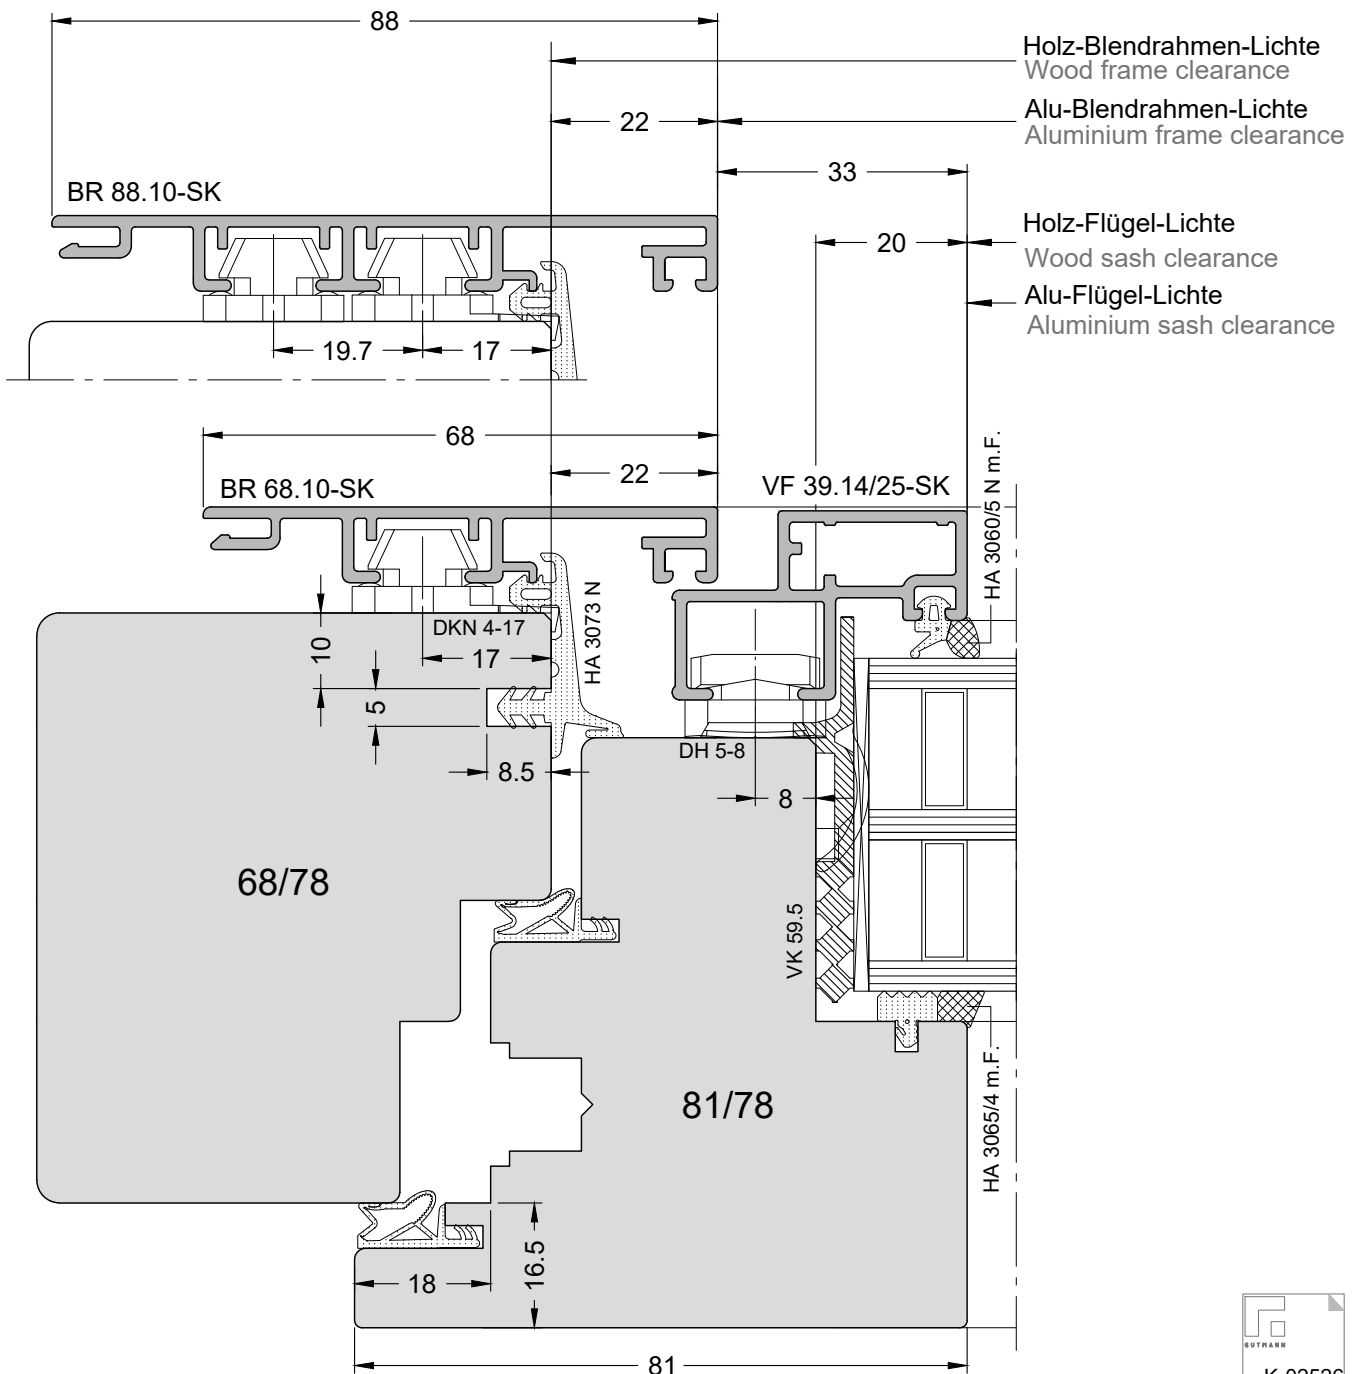 88
Holz-Blendrahmen-Lichte
Wood frame clearance
22
Alu-Blendrahmen-Lichte
Aluminium frame clearance
33
BR 88.10-SK
Holz-Flügel-Lichte
20
Wood sash clearance
Alu-Flügel-Lichte
Aluminium sash clearance
19.7
17
68
22
BR 68.10-SK
VF 39.14/25-SK
HA 3060/5 N m.F.
HA 3073 N
DKN 4-17
10
17
5
DH 5-8
8.5
8
68/78
VK 59.5
81/78
HA 3065/4 m.F.
18
16.5
81
GUTMANN